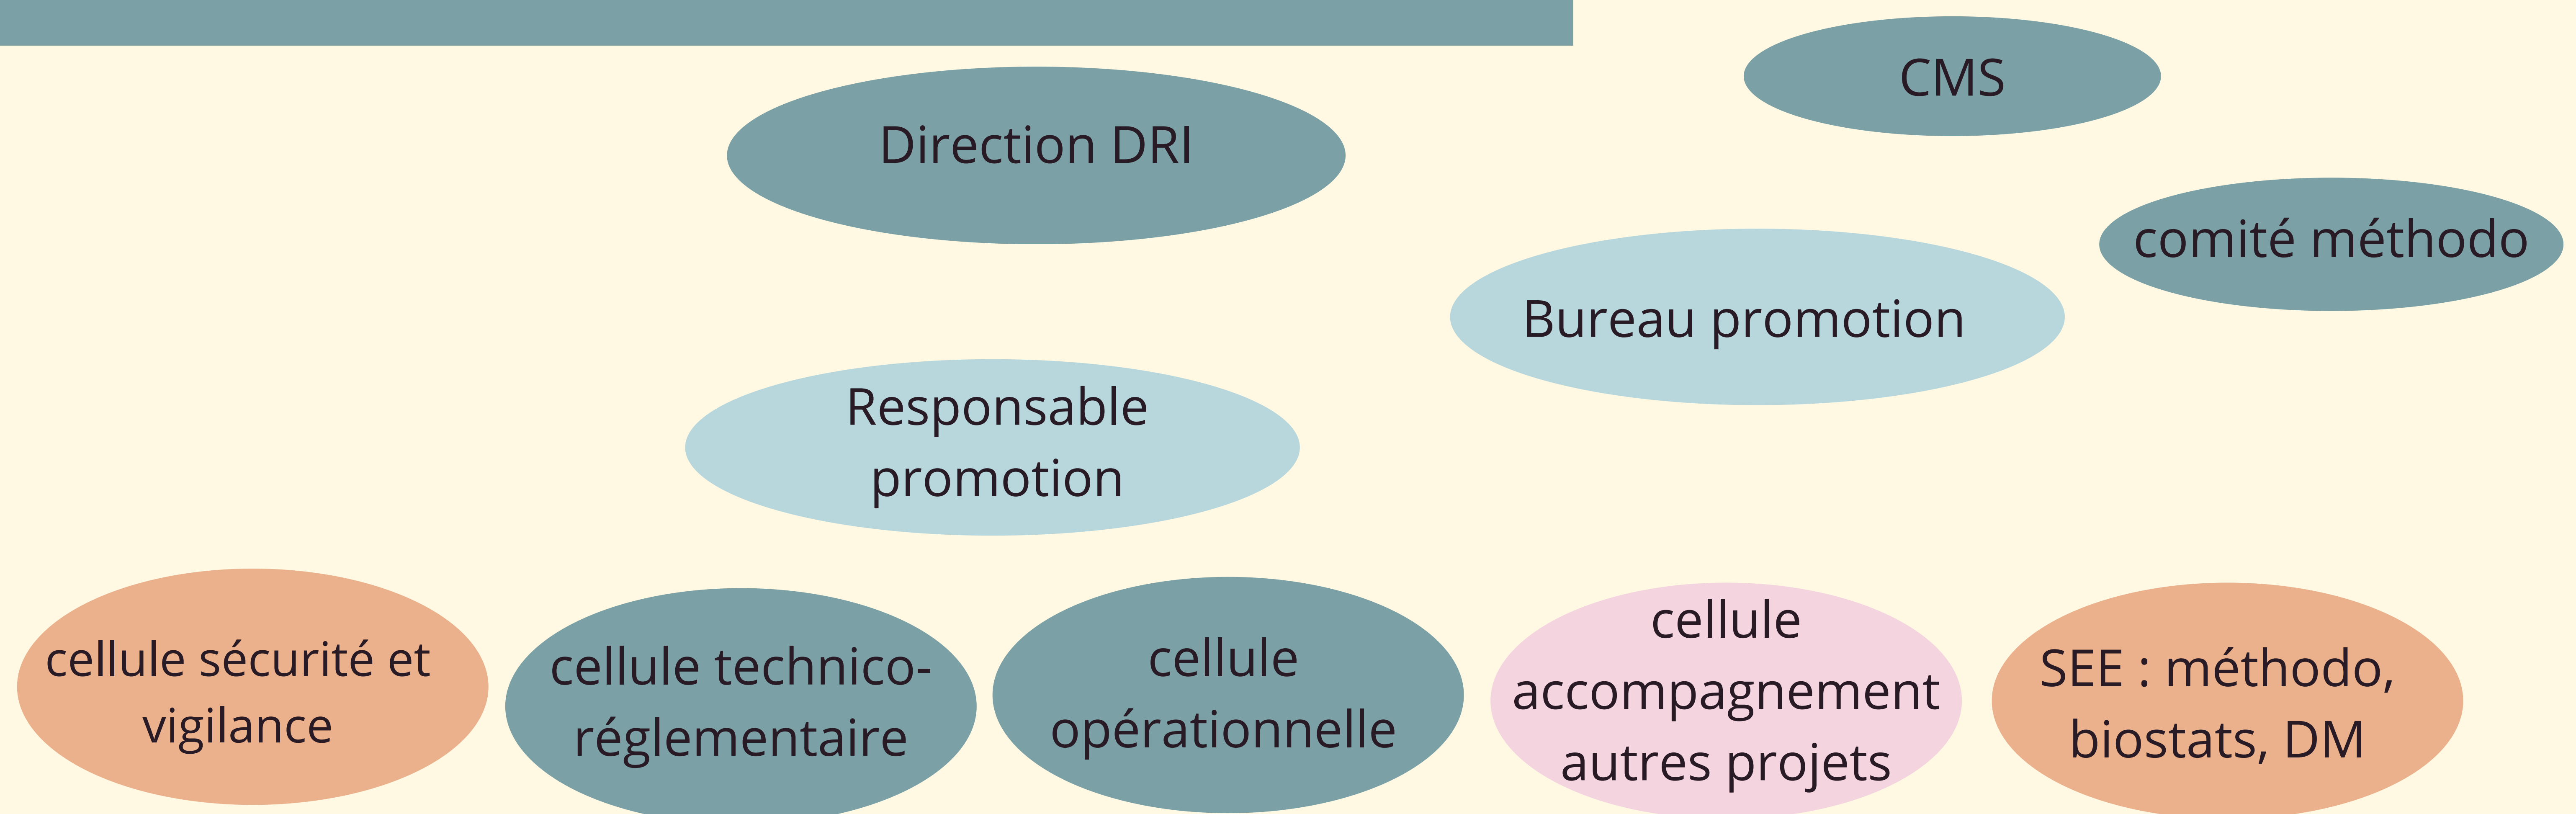 CMS
Direction DRI
comité méthodo
Bureau promotion
Responsable
promotion
cellule sécurité et
vigilance
cellule technico-
réglementaire
cellule
opérationnelle
cellule
accompagnement
autres projets
SEE : méthodo,
biostats, DM